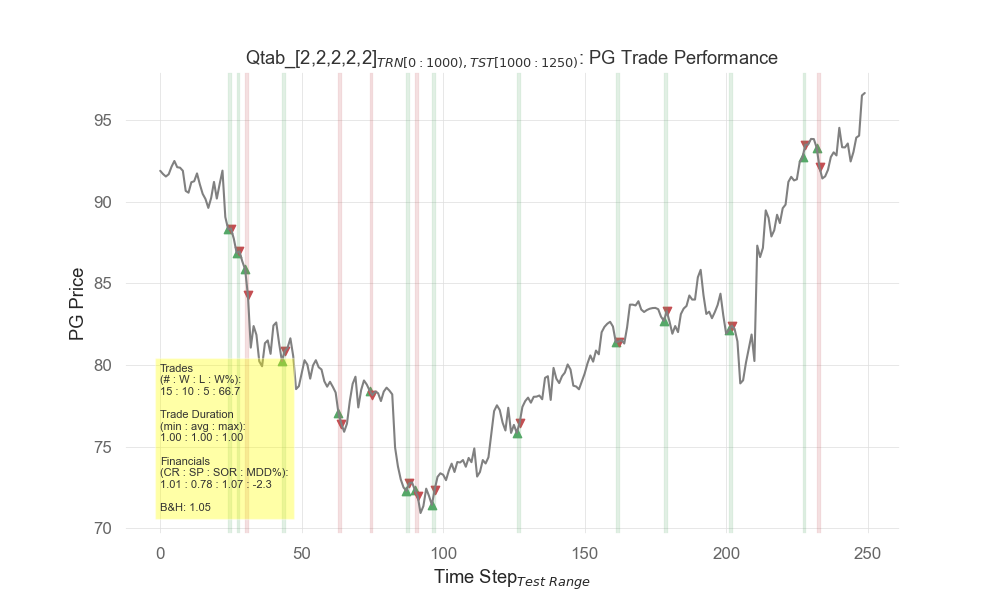 Qtab_[2,2,2,2,2]TRN[0 : 1000), TST[1000 : 1250): PG Trade Performance
PG Price
95
90
85
80
75
70
Trades
(# : W : L : W%):
15 : 10 : 5 : 66.7
Trade Duration
(min : avg : max):
1.00 : 1.00 : 1.00
Financials
(CR : SP : SOR : MDD%):
1.01 : 0.78 : 1.07 : -2.3
B&H: 1.05
0 50 100 150 200 250
Time StepTest Range